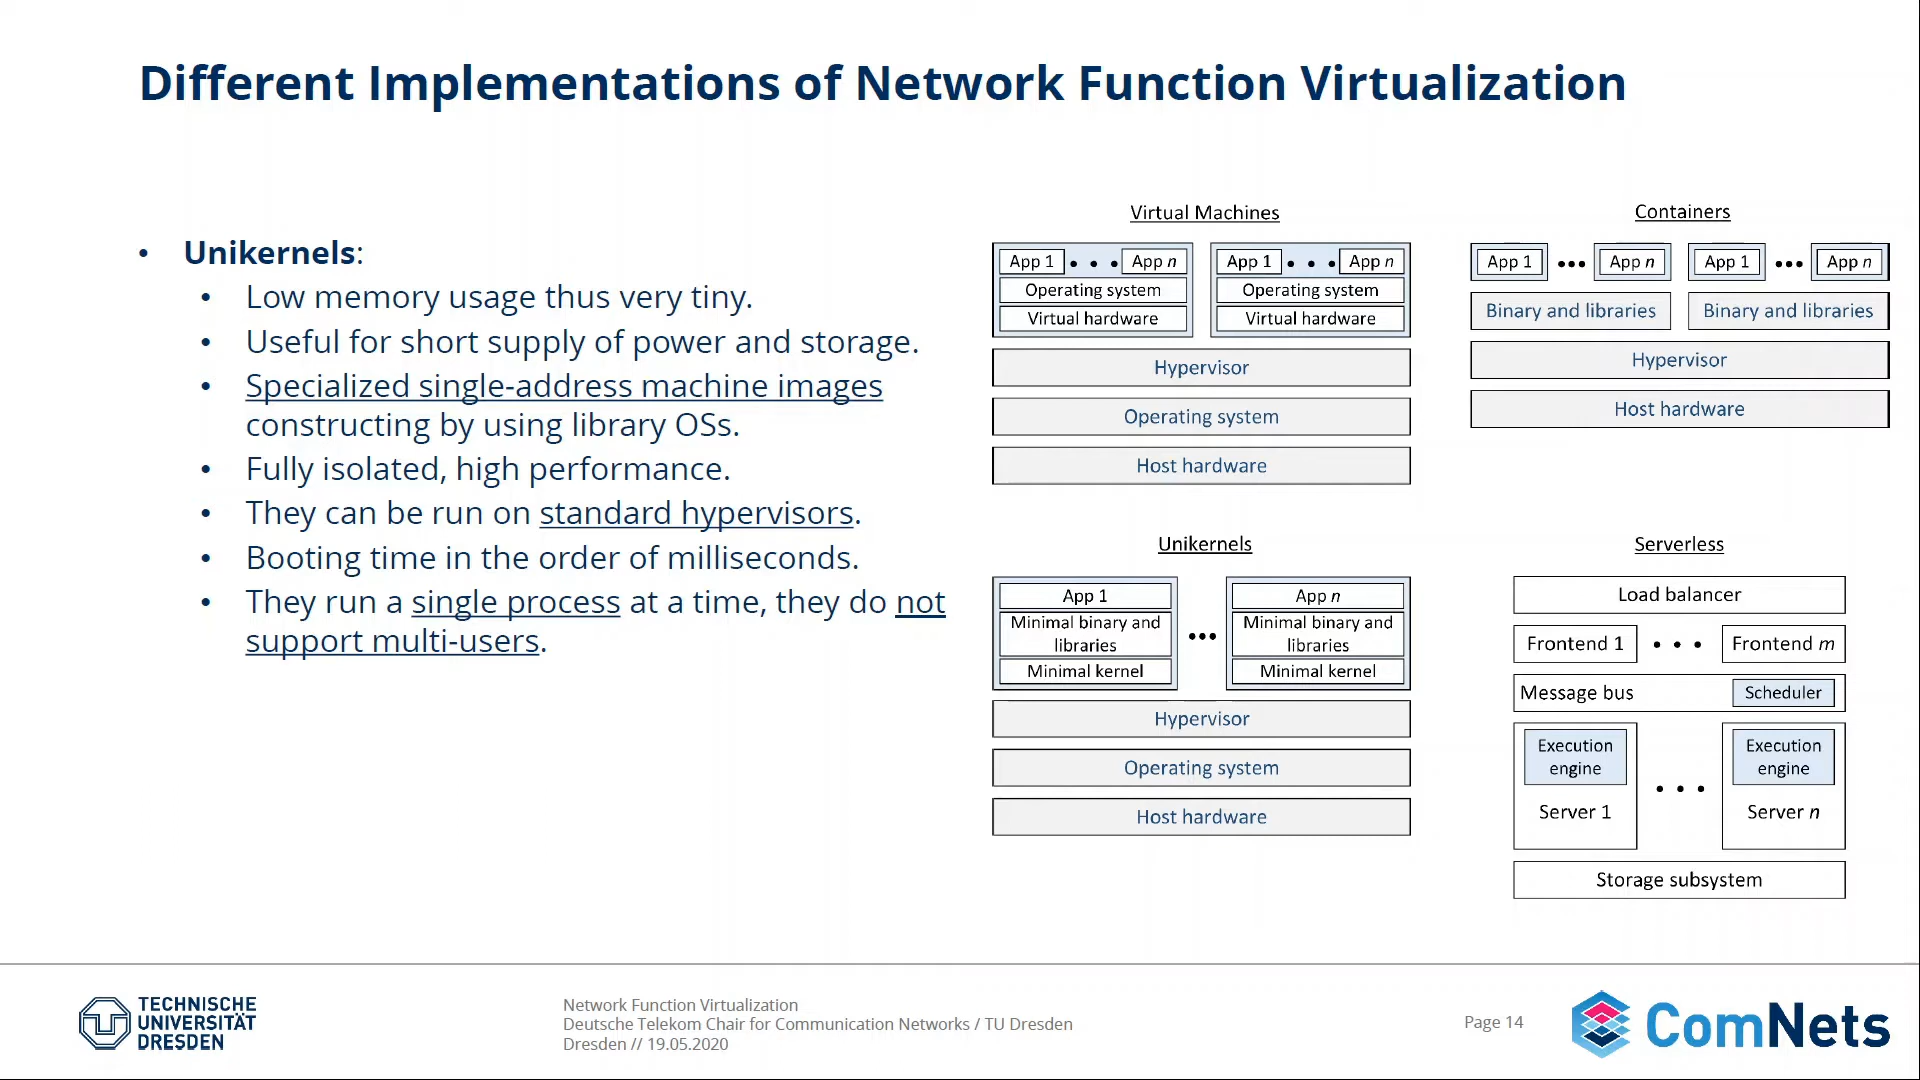 Different Implementations of Network Function Virtualization
• Unikernels:
• Low memory usage thus very tiny.
• Useful for short supply of power and storage.
• Specialized single-address machine images
constructing by using library OSs.
• Fully isolated, high performance.
• They can be run on standard hypervisors.
• Booting time in the order of milliseconds.
• They run a single process at a time, they do not
support multi-users.
Virtual Machines
App 1 • • • App n App 1 • • • App n
Operating system Operating system
Virtual hardware Virtual hardware
Hypervisor
Operating system
Host hardware
Containers
App 1 ••• App n App 1 ••• App n
Binary and libraries Binary and libraries
Hypervisor
Host hardware
Unikernels
App 1 App n
Minimal binary and Minimal binary and
libraries ••• libraries
Minimal kernel Minimal kernel
Hypervisor
Operating system
Host hardware
Serverless
Load balancer
Frontend 1 • • • Frontend m
Message bus Scheduler
Execution Execution
engine engine
• • •
Server 1 Server n
Storage subsystem
TECHNISCHE
UNIVERSITÄT
DRESDEN
Network Function Virtualization
Deutsche Telekom Chair for Communication Networks / TU Dresden
Dresden // 19.05.2020
Page 14
ComNets